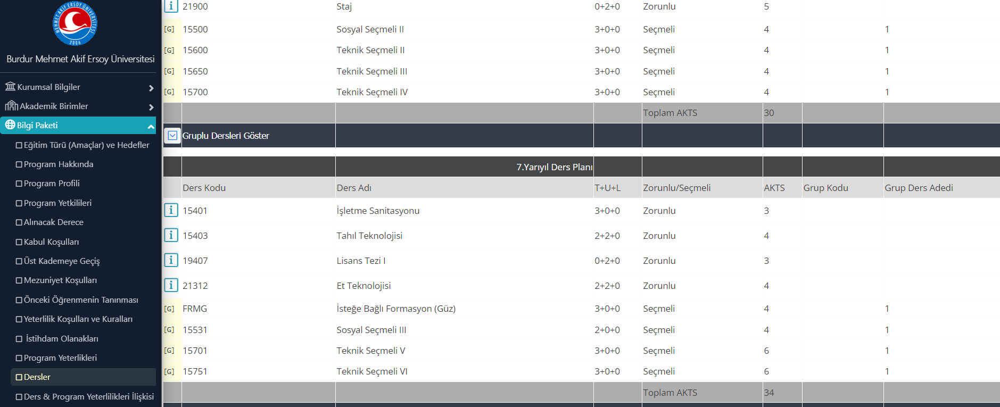 MEHMET AKİF ERSOY ÜNİVERSİTESİ
2006
Burdur Mehmet Akif Ersoy Üniversitesi
Kurumsal Bilgiler
Akademik Birimler
Bilgi Paketi
Eğitim Türü (Amaçlar) ve Hedefler
Program Hakkında
Program Profili
Program Yetkilileri
Alınacak Derece
Kabul Koşulları
Üst Kademeye Geçiş
Mezuniyet Koşulları
Önceki Öğrenmenin Tanınması
Yeterlilik Koşulları ve Kuralları
İstihdam Olanakları
Program Yeterlikleri
Dersler
Ders & Program Yeterlilikleri İlişkisi
i 21900 Staj 0+2+0 Zorunlu 5
[G] 15500 Sosyal Seçmeli II 3+0+0 Seçmeli 4 1
[G] 15600 Teknik Seçmeli II 3+0+0 Seçmeli 4 1
[G] 15650 Teknik Seçmeli III 3+0+0 Seçmeli 4 1
[G] 15700 Teknik Seçmeli IV 3+0+0 Seçmeli 4 1
Toplam AKTS 30
Gruplu Dersleri Göster
7.Yarıyıl Ders Planı
Ders Kodu Ders Adı T+U+L Zorunlu/Seçmeli AKTS Grup Kodu Grup Ders Adedi
i 15401 İşletme Sanitasyonu 3+0+0 Zorunlu 3
i 15403 Tahıl Teknolojisi 2+2+0 Zorunlu 4
i 19407 Lisans Tezi I 0+2+0 Zorunlu 3
i 21312 Et Teknolojisi 2+2+0 Zorunlu 4
[G] FRMG İsteğe Bağlı Formasyon (Güz) 3+0+0 Seçmeli 4 1
[G] 15531 Sosyal Seçmeli III 2+0+0 Seçmeli 4 1
[G] 15701 Teknik Seçmeli V 3+0+0 Seçmeli 6 1
[G] 15751 Teknik Seçmeli VI 3+0+0 Seçmeli 6 1
Toplam AKTS 34